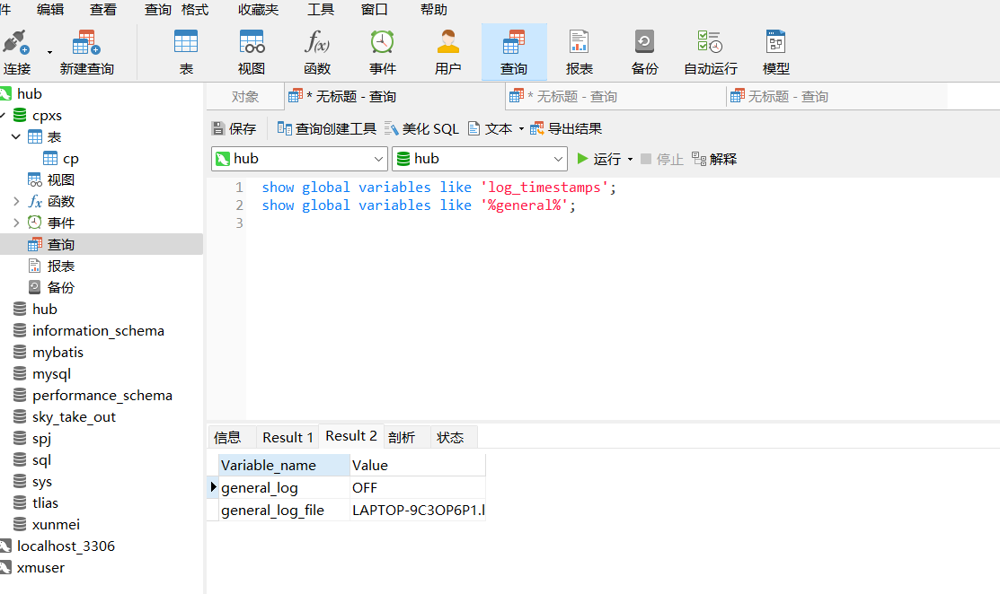 件 编辑 查看 查询 格式 收藏夹 工具 窗口 帮助
连接 新建查询 表 视图 函数 事件 用户 查询 报表 备份 自动运行 模型
hub
cpxs
表
cp
视图
函数
事件
查询
报表
备份
hub
information_schema
mybatis
mysql
performance_schema
sky_take_out
spj
sql
sys
tlias
xunmei
localhost_3306
xmuser
对象 * 无标题 - 查询 * 无标题 - 查询 无标题 - 查询
保存 查询创建工具 美化 SQL 文本 导出结果
hub hub 运行 停止 解释
1 show global variables like 'log_timestamps';
2 show global variables like '%general%';
3
信息 Result 1 Result 2 剖析 状态
Variable_name Value
general_log OFF
general_log_file LAPTOP-9C3OP6P1.l